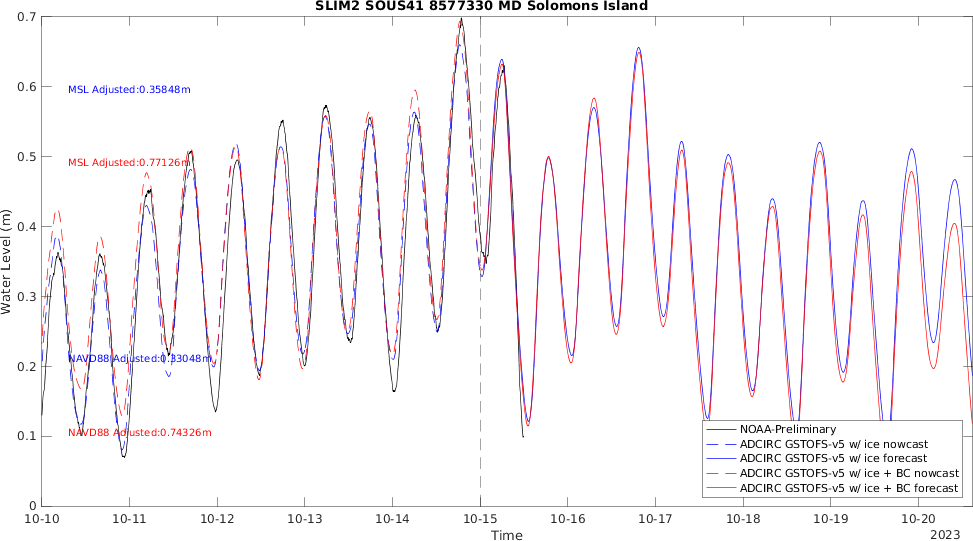 SLIM2 SOUS41 8577330 MD Solomons Island
Water Level (m)
0.7
0.6
0.5
0.4
0.3
0.2
0.1
0
MSL Adjusted:0.35848m
MSL Adjusted:0.77126m
NAVD88 Adjusted:0.33048m
NAVD88 Adjusted:0.74326m
NOAA-Preliminary
ADCIRC GSTOFS-v5 w/ ice nowcast
ADCIRC GSTOFS-v5 w/ ice forecast
ADCIRC GSTOFS-v5 w/ ice + BC nowcast
ADCIRC GSTOFS-v5 w/ ice + BC forecast
10-10 10-11 10-12 10-13 10-14 10-15 10-16 10-17 10-18 10-19 10-20
Time
2023